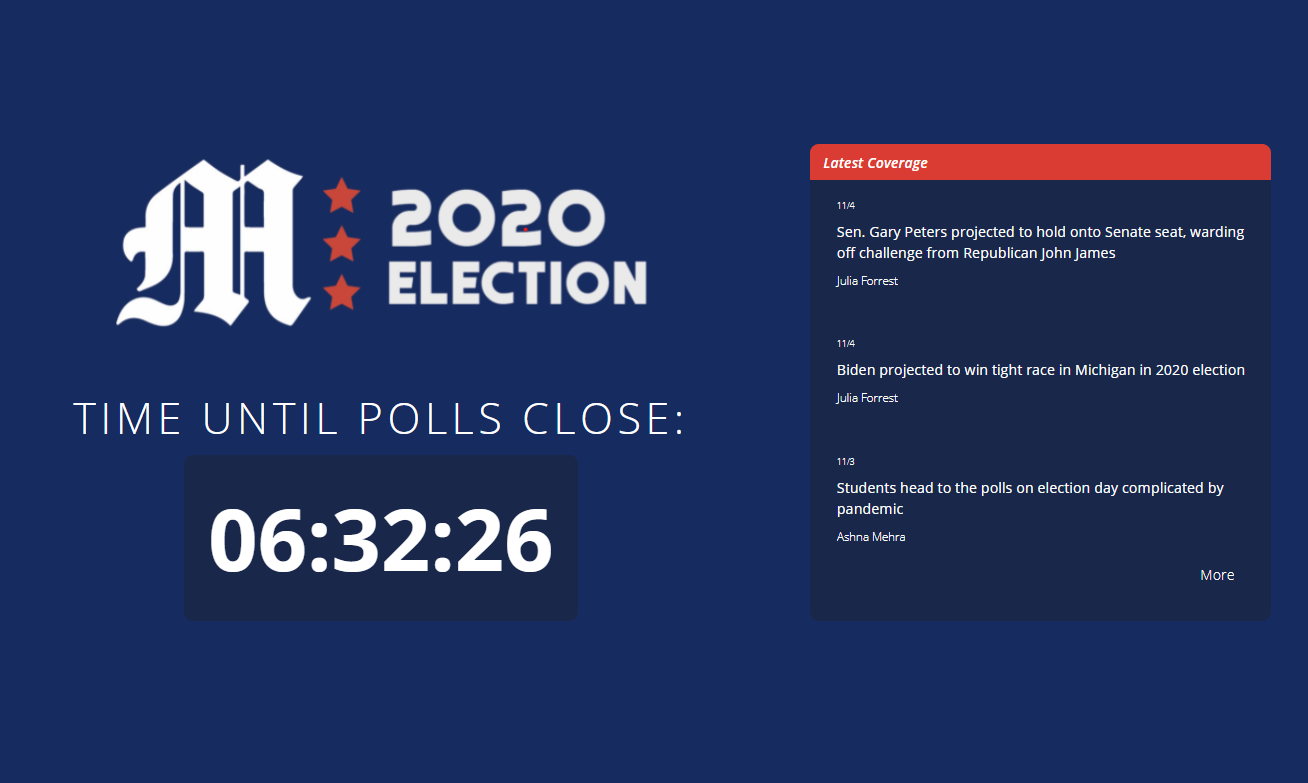 M
2020
ELECTION
TIME UNTIL POLLS CLOSE:
06:32:26
Latest Coverage
11/4
Sen. Gary Peters projected to hold onto Senate seat, warding
off challenge from Republican John James
Julia Forrest
11/4
Biden projected to win tight race in Michigan in 2020 election
Julia Forrest
11/3
Students head to the polls on election day complicated by
pandemic
Ashna Mehra
More